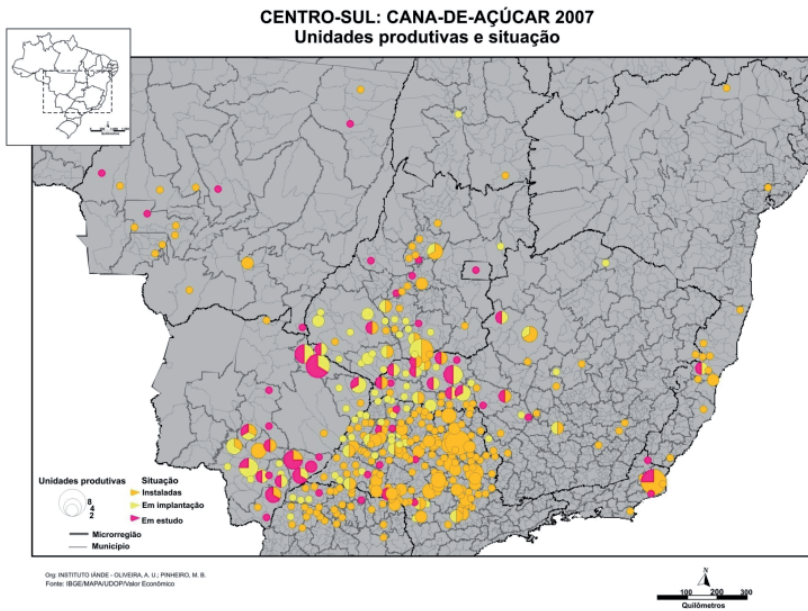 CENTRO-SUL: CANA-DE-AÇÚCAR 2007
Unidades produtivas e situação
Unidades produtivas
8
4
2
Situação
Instaladas
Em implantação
Em estudo
Microrregião
Município
Org: INSTITUTO IÁNDE - OLIVEIRA, A. U.; PINHEIRO, M. B.
Fonte: IBGE/MAPA/UDOP/Valor Econômico
N
100 200 300
Quilômetros